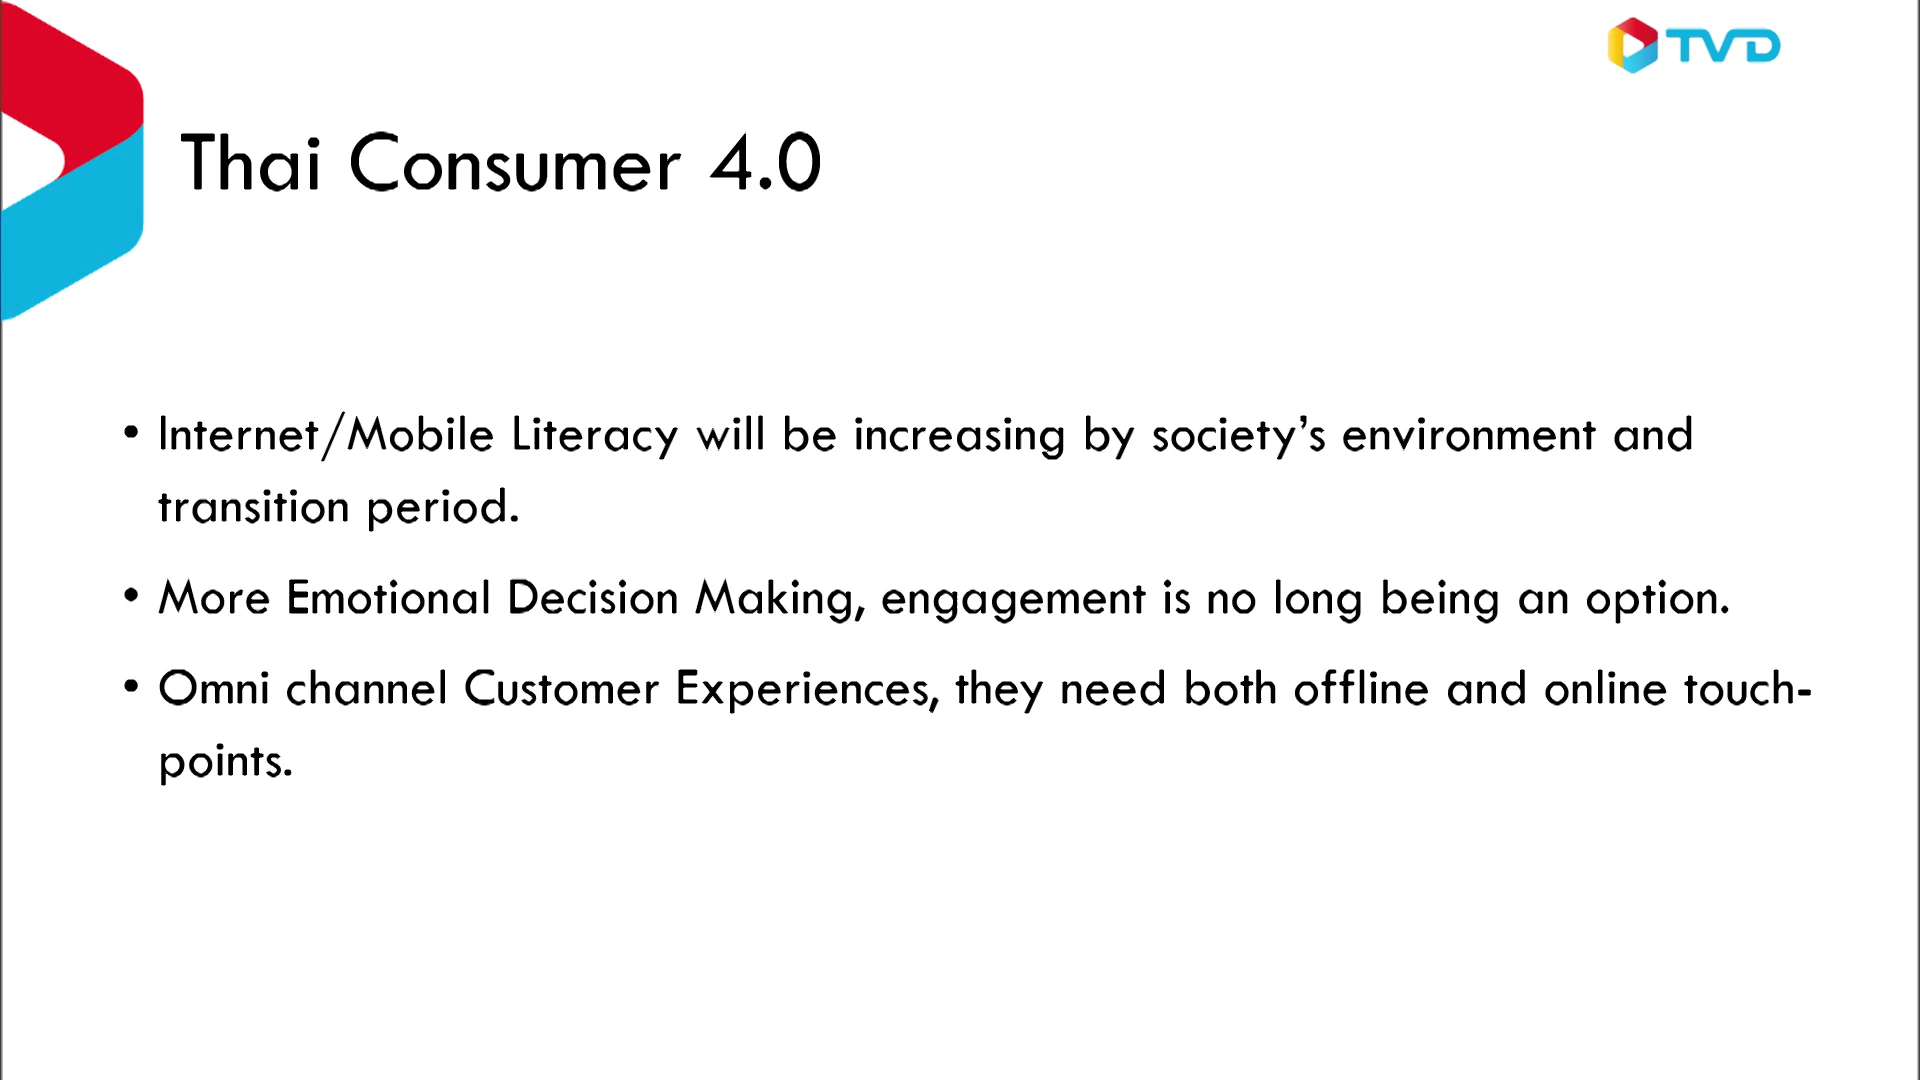 TVD
Thai Consumer 4.0
• Internet/Mobile Literacy will be increasing by society’s environment and
transition period.
• More Emotional Decision Making, engagement is no long being an option.
• Omni channel Customer Experiences, they need both offline and online touch-
points.